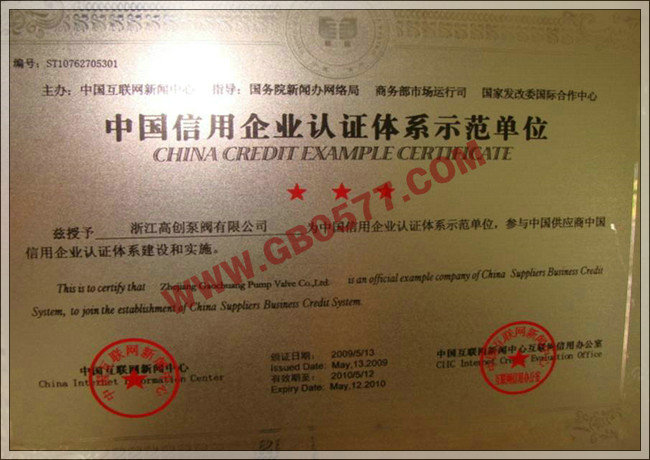 编号：ST10762705301
主办：中国互联网新闻中心 指导：国务院新闻办网络局 商务部市场运行司 国家发改委国际合作中心
中国信用企业认证体系示范单位
CHINA CREDIT EXAMPLE CERTIFICATE
兹授予 浙江高创泵阀有限公司 为中国信用企业认证体系示范单位，参与中国供应商中国
信用企业认证体系建设和实施。
WWW.GB0577.COM
This is to certify that Zhejiang Gaochuang Pump Valve Co.,Ltd. is an official example company of China Suppliers Business Credit
System, to join the establishment of China Suppliers Business Credit System.
中国互联网新闻中心
China Internet Information Center
颁证日期： 2009/5/13
Issued Date: May,13.2009
有效期至： 2010/5/12
Expiry Date: May,12.2010
中国互联网新闻中心互联网信用办公室
CIIC Internet Credit Evaluation Office
互联网信用办公室